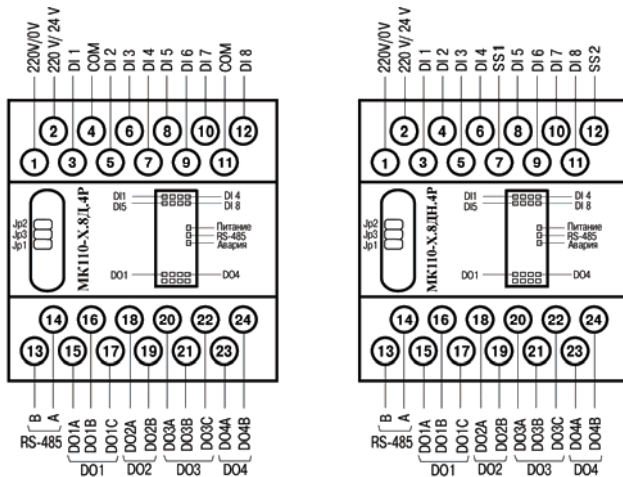 220V/0V 220V/ 24 V DI 1 COM DI 2 DI 3 DI 4 DI 5 DI 6 DI 7 COM DI 8
2 4 6 8 10 12
1 3 5 7 9 11
Jp2
Jp3
Jp1
МК110-Х.8Д.4Р
DI1 DI 4
DI5 DI 8
Питание
RS-485
Авария
DO1 DO4
14 16 18 20 22 24
13 15 17 19 21 23
B A DO1A DO1B DO1C DO2A DO2B DO3A DO3B DO3C DO4A DO4B
RS-485 DO1 DO2 DO3 DO4
220V/0V 220V/ 24 V DI 1 DI 2 DI 3 DI 4 SS1 DI 5 DI 6 DI 7 DI 8 SS2
2 4 6 8 10 12
1 3 5 7 9 11
Jp2
Jp3
Jp1
МК110-Х.8ДН.4Р
DI1 DI 4
DI5 DI 8
Питание
RS-485
Авария
DO1 DO4
14 16 18 20 22 24
13 15 17 19 21 23
B A DO1A DO1B DO1C DO2A DO2B DO3A DO3B DO3C DO4A DO4B
RS-485 DO1 DO2 DO3 DO4